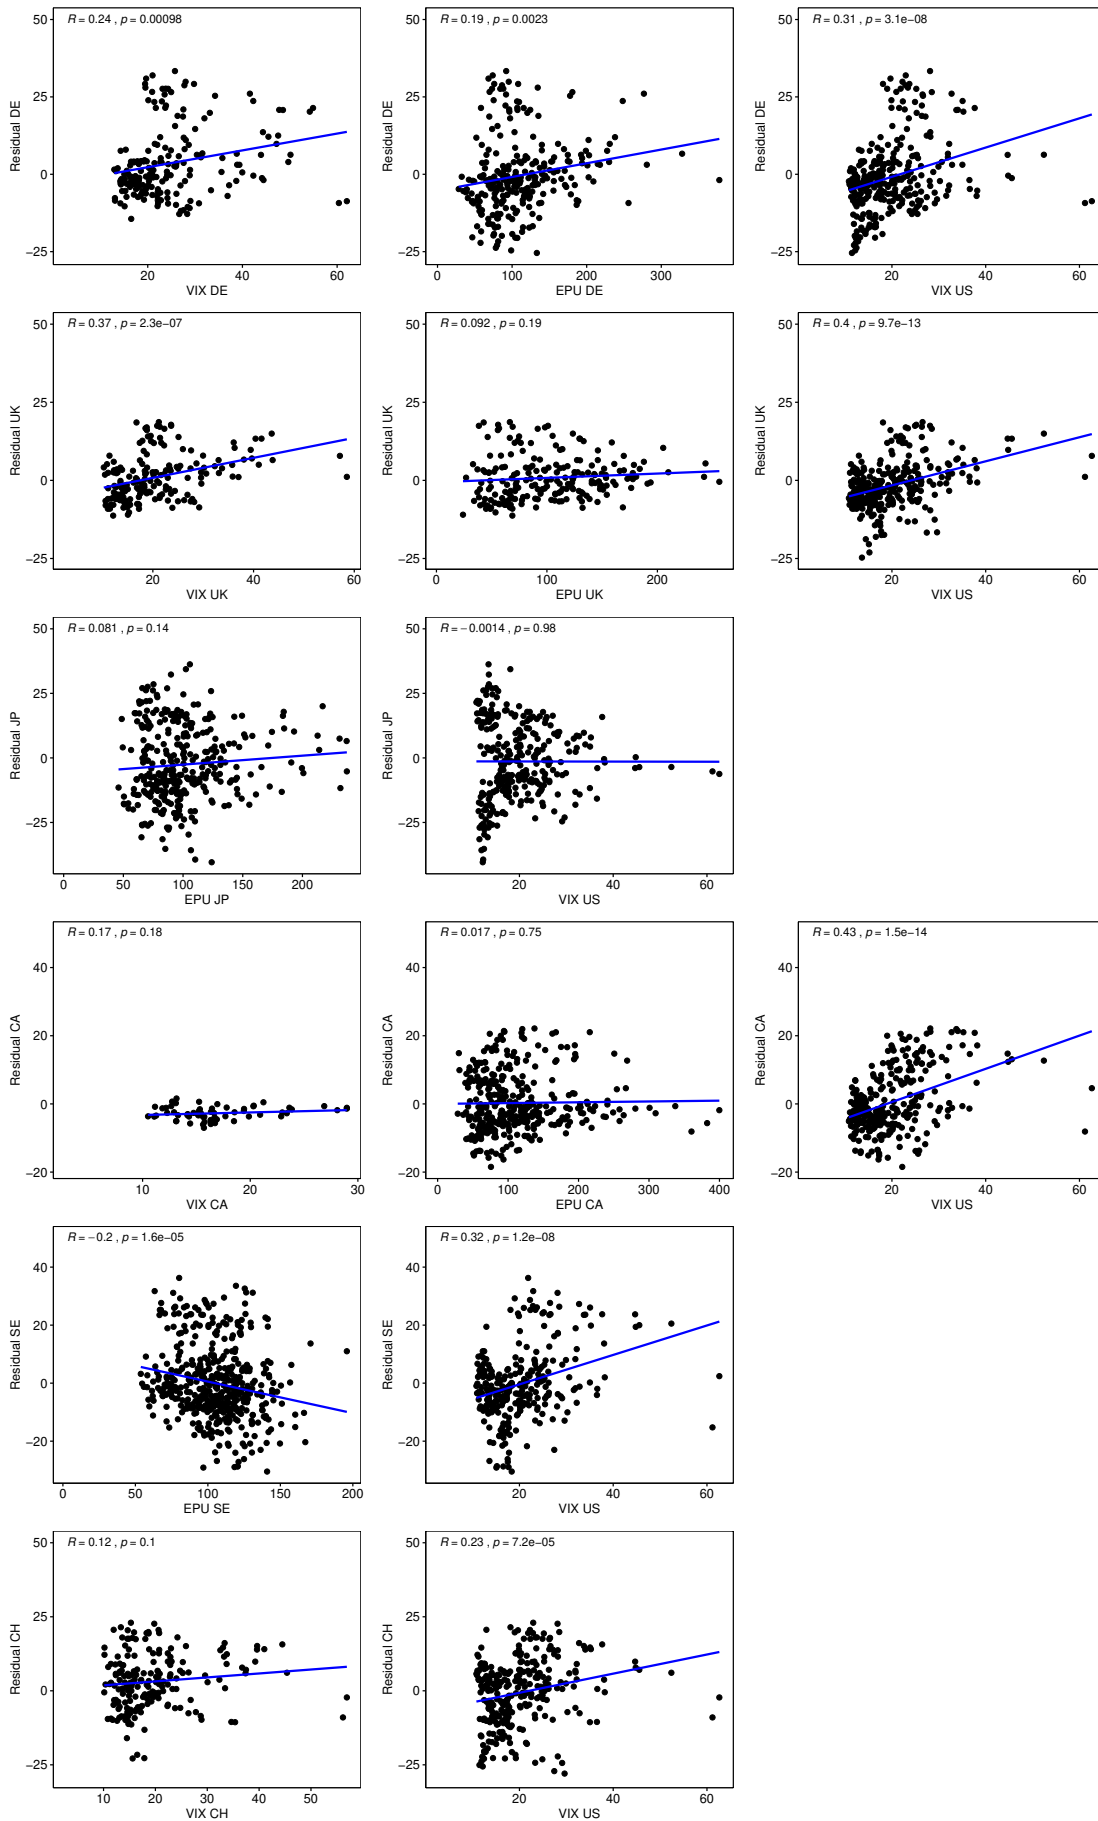 R = 0.24 , p = 0.00098
50
25
0
−25
Residual DE
20 40 60
VIX DE
R = 0.19 , p = 0.0023
50
25
0
−25
Residual DE
0 100 200 300
EPU DE
R = 0.31 , p = 3.1e−08
50
25
0
−25
Residual DE
20 40 60
VIX US
R = 0.37 , p = 2.3e−07
50
25
0
−25
Residual UK
20 40 60
VIX UK
R = 0.092 , p = 0.19
50
25
0
−25
Residual UK
0 100 200
EPU UK
R = 0.4 , p = 9.7e−13
50
25
0
−25
Residual UK
20 40 60
VIX US
R = 0.081 , p = 0.14
50
25
0
−25
Residual JP
0 50 100 150 200
EPU JP
R = −0.0014 , p = 0.98
50
25
0
−25
Residual JP
20 40 60
VIX US
R = 0.17 , p = 0.18
40
20
0
−20
Residual CA
10 20 30
VIX CA
R = 0.017 , p = 0.75
40
20
0
−20
Residual CA
0 100 200 300 400
EPU CA
R = 0.43 , p = 1.5e−14
40
20
0
−20
Residual CA
20 40 60
VIX US
R = −0.2 , p = 1.6e−05
40
20
0
−20
Residual SE
0 50 100 150 200
EPU SE
R = 0.32 , p = 1.2e−08
40
20
0
−20
Residual SE
20 40 60
VIX US
R = 0.12 , p = 0.1
50
25
0
−25
Residual CH
10 20 30 40 50
VIX CH
R = 0.23 , p = 7.2e−05
50
25
0
−25
Residual CH
20 40 60
VIX US